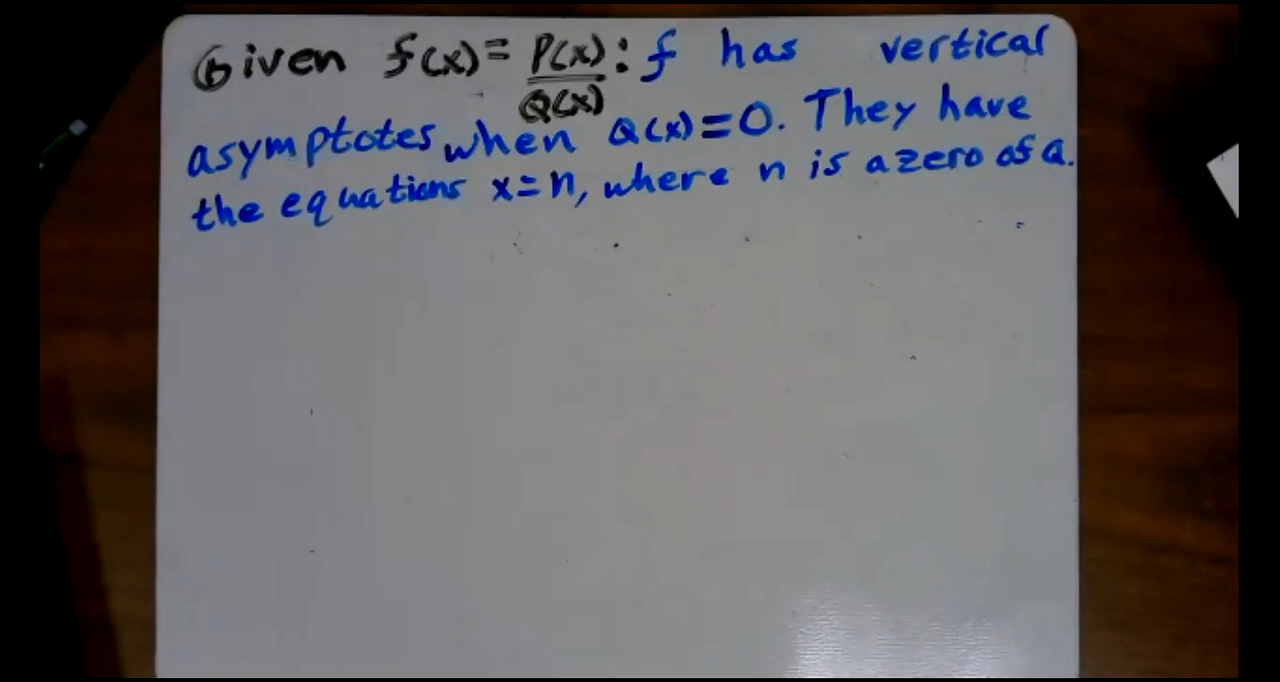 Given f(x) = P(x)/Q(x) : f has vertical
asymptotes when Q(x)=0. They have
the equations x=n, where n is a zero of Q.